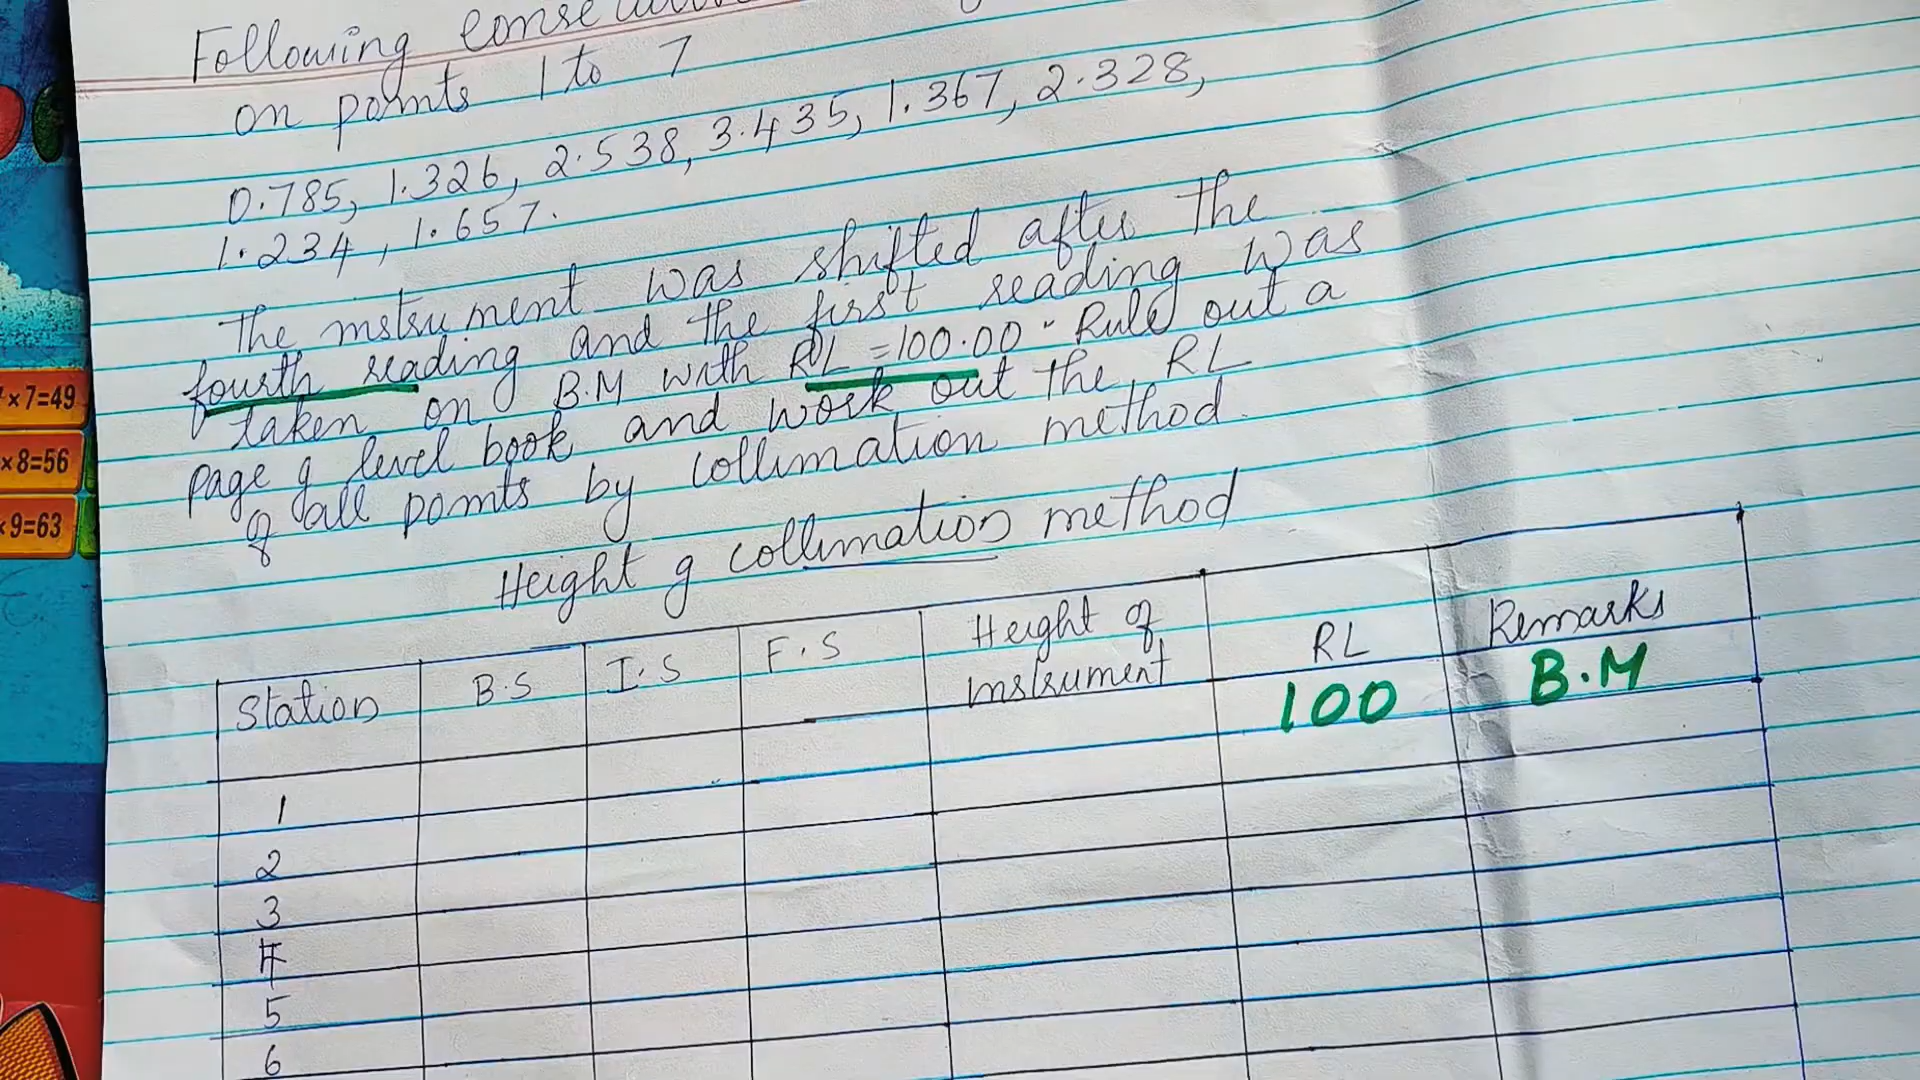 Following
on points 1 to 7
0.785, 1.326, 2.538, 3.435, 1.367, 2.328,
1.234, 1.657.
The instrument was shifted after the
fourth reading and the first reading was
taken on B.M with RL = 100.00. Rule out a
page of level book and work out the RL
of all points by collimation method.
Height of collimation method
Station B.S I.S F.S Height of instrument RL Remarks
100 B.M
1
2
3
4
5
6
×7=49
×8=56
×9=63